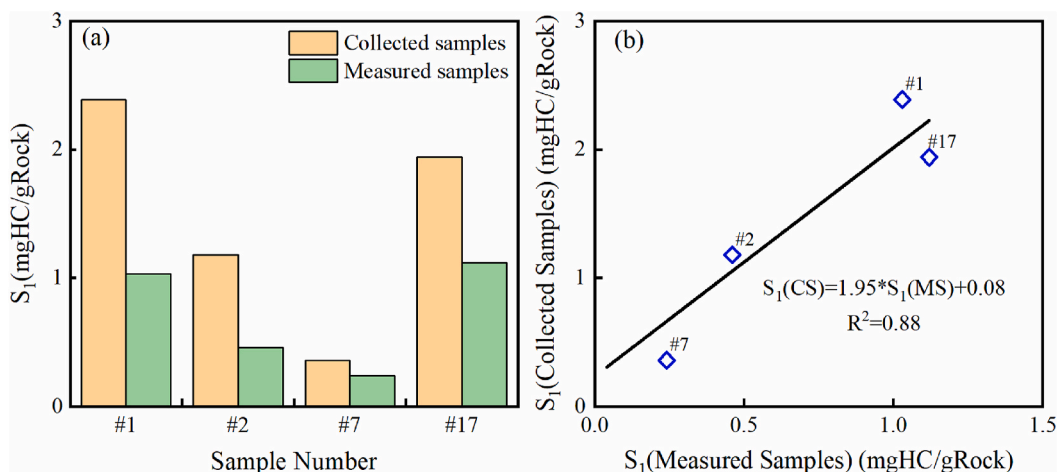 (a)
Collected samples
Measured samples
S₁(mgHC/gRock)
3
2
1
0
#1 #2 #7 #17
Sample Number
(b)
S₁(Collected Samples) (mgHC/gRock)
3
2
1
0
#1
#17
#2
#7
S₁(CS)=1.95*S₁(MS)+0.08
R²=0.88
0.0 0.5 1.0 1.5
S₁(Measured Samples) (mgHC/gRock)